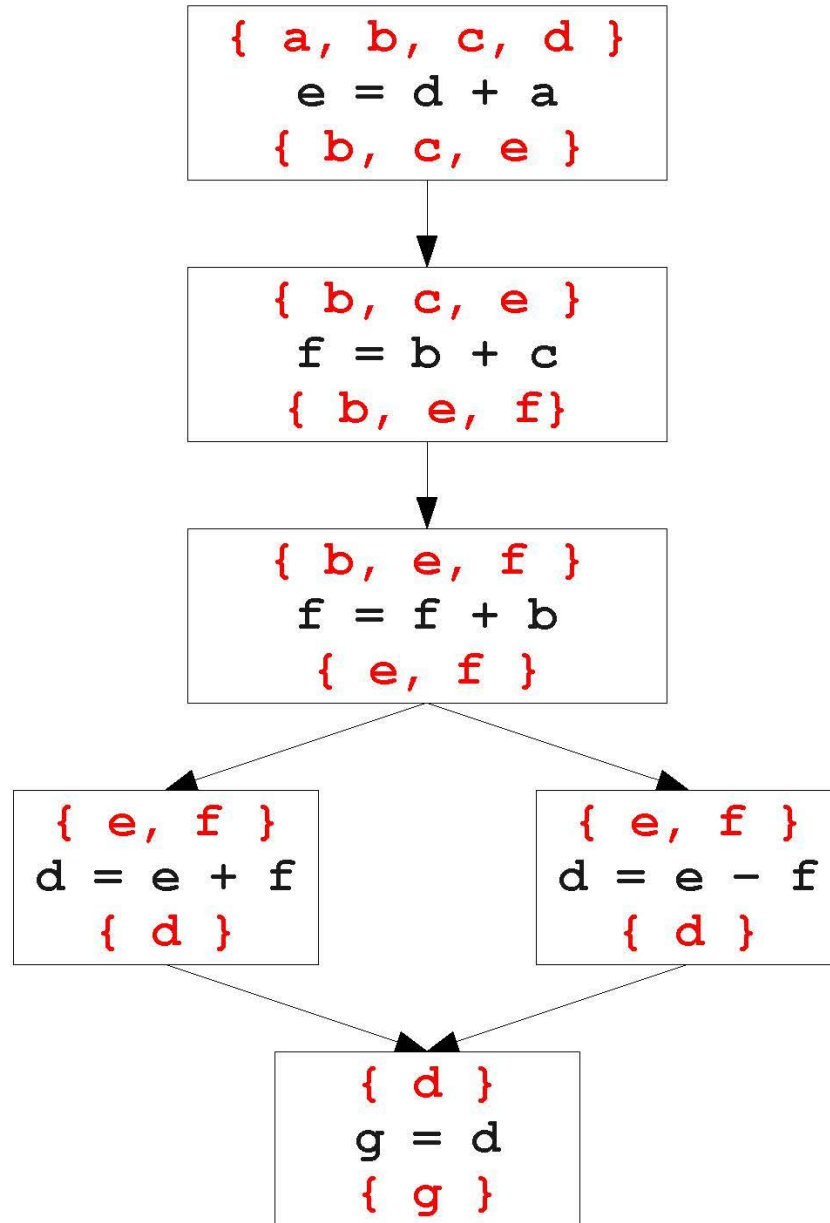 { a, b, c, d }
e = d + a
{ b, c, e }
{ b, c, e }
f = b + c
{ b, e, f}
{ b, e, f }
f = f + b
{ e, f }
{ e, f }
d = e + f
{ d }
{ e, f }
d = e - f
{ d }
{ d }
g = d
{ g }